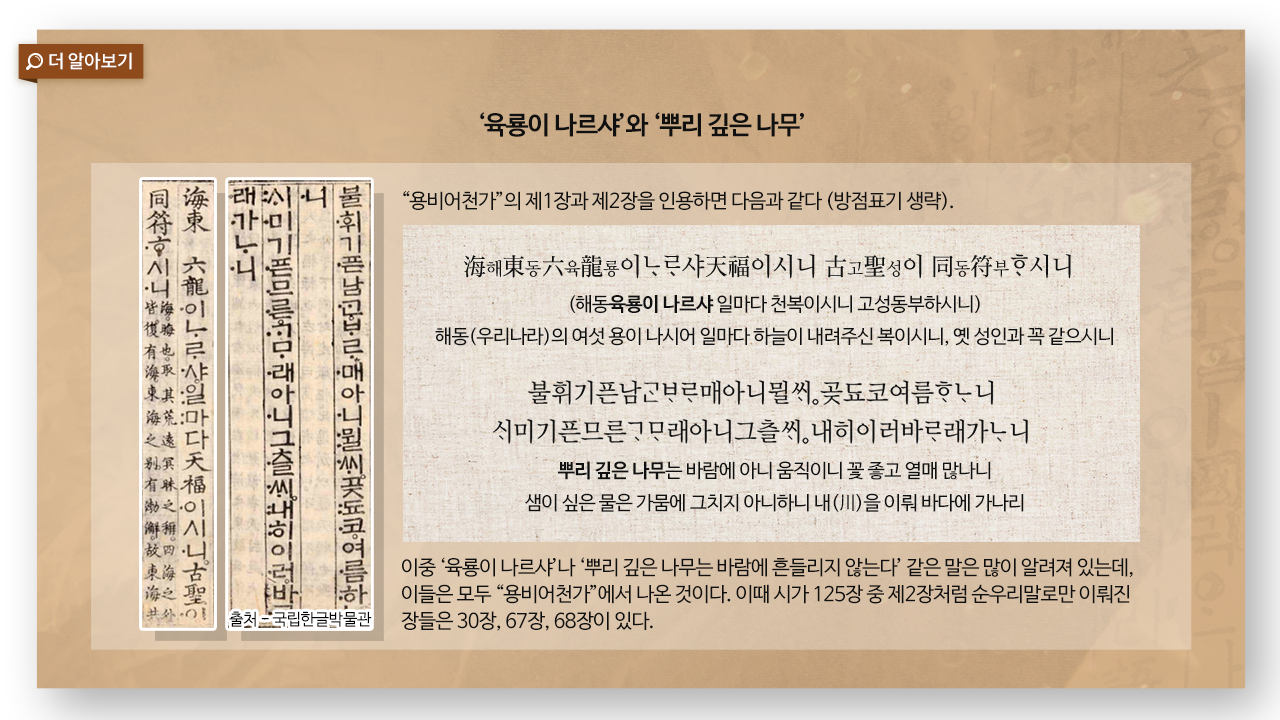 더 알아보기
‘육룡이 나르샤’와 ‘뿌리 깊은 나무’
海東 六龍이ᄂᆞᄅᆞ샤일마다天福이시니。古聖이
同符ᄒᆞ시니
海晦也取其荒遠冥昧之稱四海之外
皆復有海東海之別有渤澥故東海共
불휘기픈남ᄀᆞᆫᄇᆞᄅᆞ매아니뮐ᄊᆡ。곶됴코。여름하
니
ᄉᆡ미기픈므른ᄀᆞᄆᆞ래아니그츨ᄊᆡ。내히이러。바
래가ᄂᆞ니
출처 - 국립한글박물관
“용비어천가”의 제1장과 제2장을 인용하면 다음과 같다 (방점표기 생략).
海해東동六육龍룡이ᄂᆞᄅᆞ샤天福이시니 古고聖성이 同동符부ᄒᆞ시니
(해동육룡이 나르샤 일마다 천복이시니 고성동부하시니)
해동(우리나라)의 여섯 용이 나시어 일마다 하늘이 내려주신 복이시니, 옛 성인과 꼭 같으시니
불휘기픈남ᄀᆞᆫᄇᆞᄅᆞ매아니뮐ᄊᆡ。곶됴코여름ᄒᆞᄂᆞ니
ᄉᆡ미기픈므른ᄀᆞᄆᆞ래아니그츨ᄊᆡ。내히이러바ᄅᆞ래가ᄂᆞ니
뿌리 깊은 나무는 바람에 아니 움직이니 꽃 좋고 열매 많나니
샘이 싶은 물은 가뭄에 그치지 아니하니 내(川)을 이뤄 바다에 가나리
이중 ‘육룡이 나르샤’나 ‘뿌리 깊은 나무는 바람에 흔들리지 않는다’ 같은 말은 많이 알려져 있는데,
이들은 모두 “용비어천가”에서 나온 것이다. 이때 시가 125장 중 제2장처럼 순우리말로만 이뤄진
장들은 30장, 67장, 68장이 있다.